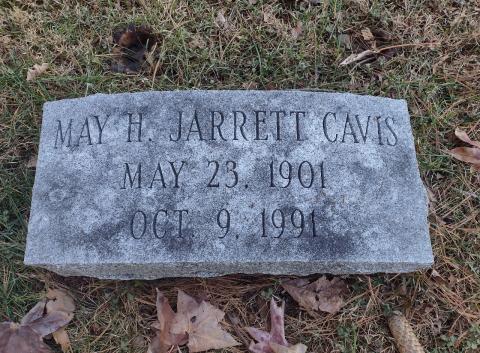 MAY H. JARRETT CAVIS
MAY 23, 1901
OCT. 9, 1991